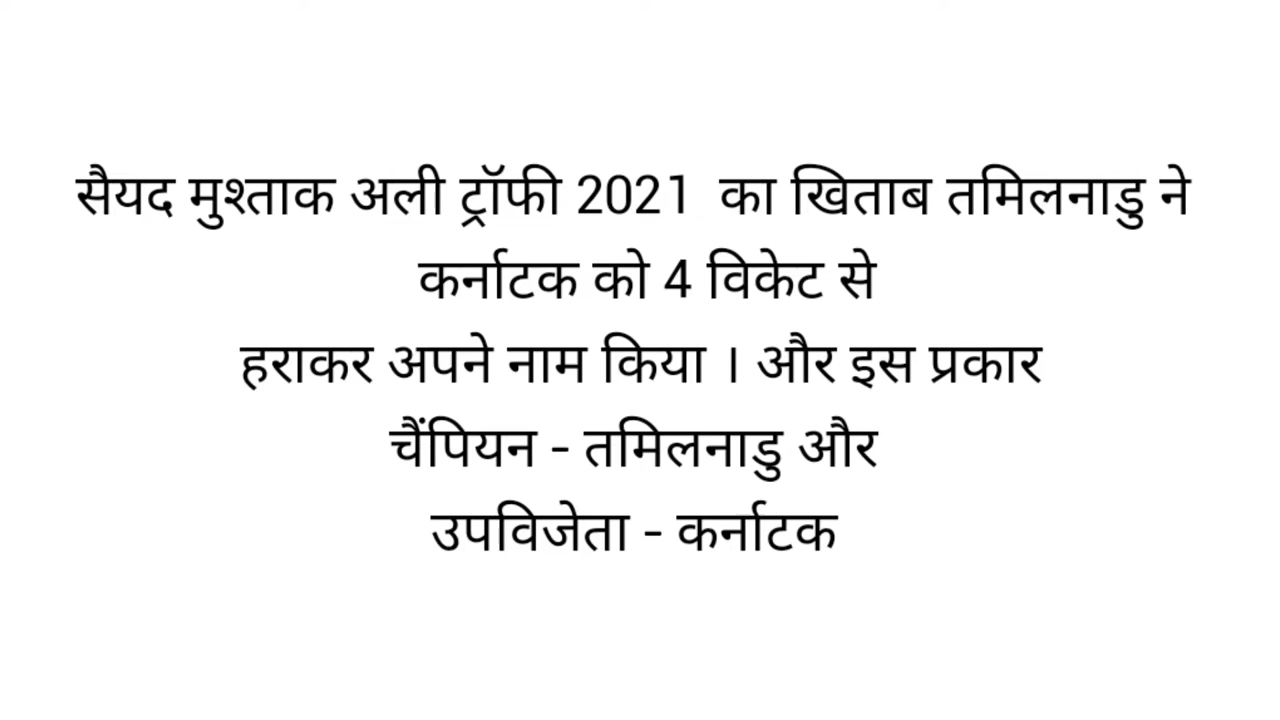 सैयद मुश्ताक अली ट्रॉफी 2021 का खिताब तमिलनाडु ने
कर्नाटक को 4 विकेट से
हराकर अपने नाम किया । और इस प्रकार
चैंपियन - तमिलनाडु और
उपविजेता - कर्नाटक